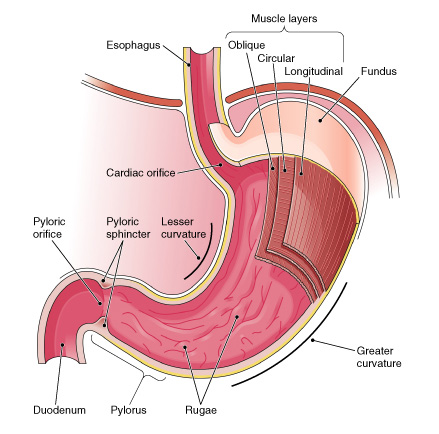 Muscle layers
Esophagus
Oblique
Circular
Longitudinal
Fundus
Cardiac orifice
Pyloric
orifice
Pyloric
sphincter
Lesser
curvature
Greater
curvature
Duodenum
Pylorus
Rugae